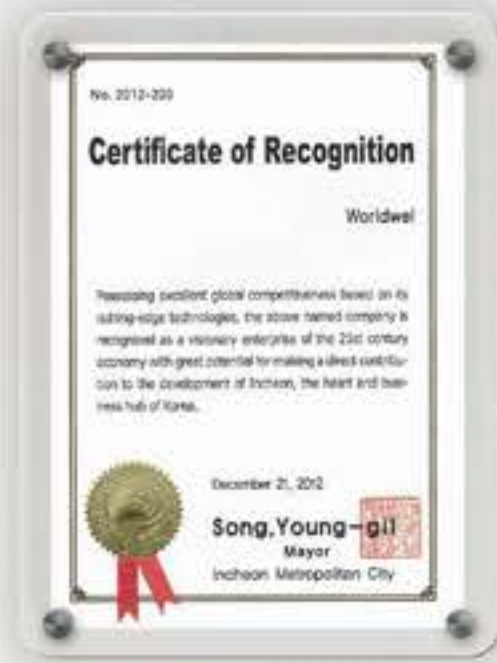 No. 2012-200
Certificate of Recognition
Worldwel
Possessing excellent global competitiveness based on its
cutting-edge technologies, the above named company is
recognized as a visionary enterprise of the 21st century
economy with great potential for making a direct contribu-
tion to the development of Incheon, the heart and busi-
ness hub of Korea.
December 21, 2012
Song,Young-gil
Mayor
Incheon Metropolitan City